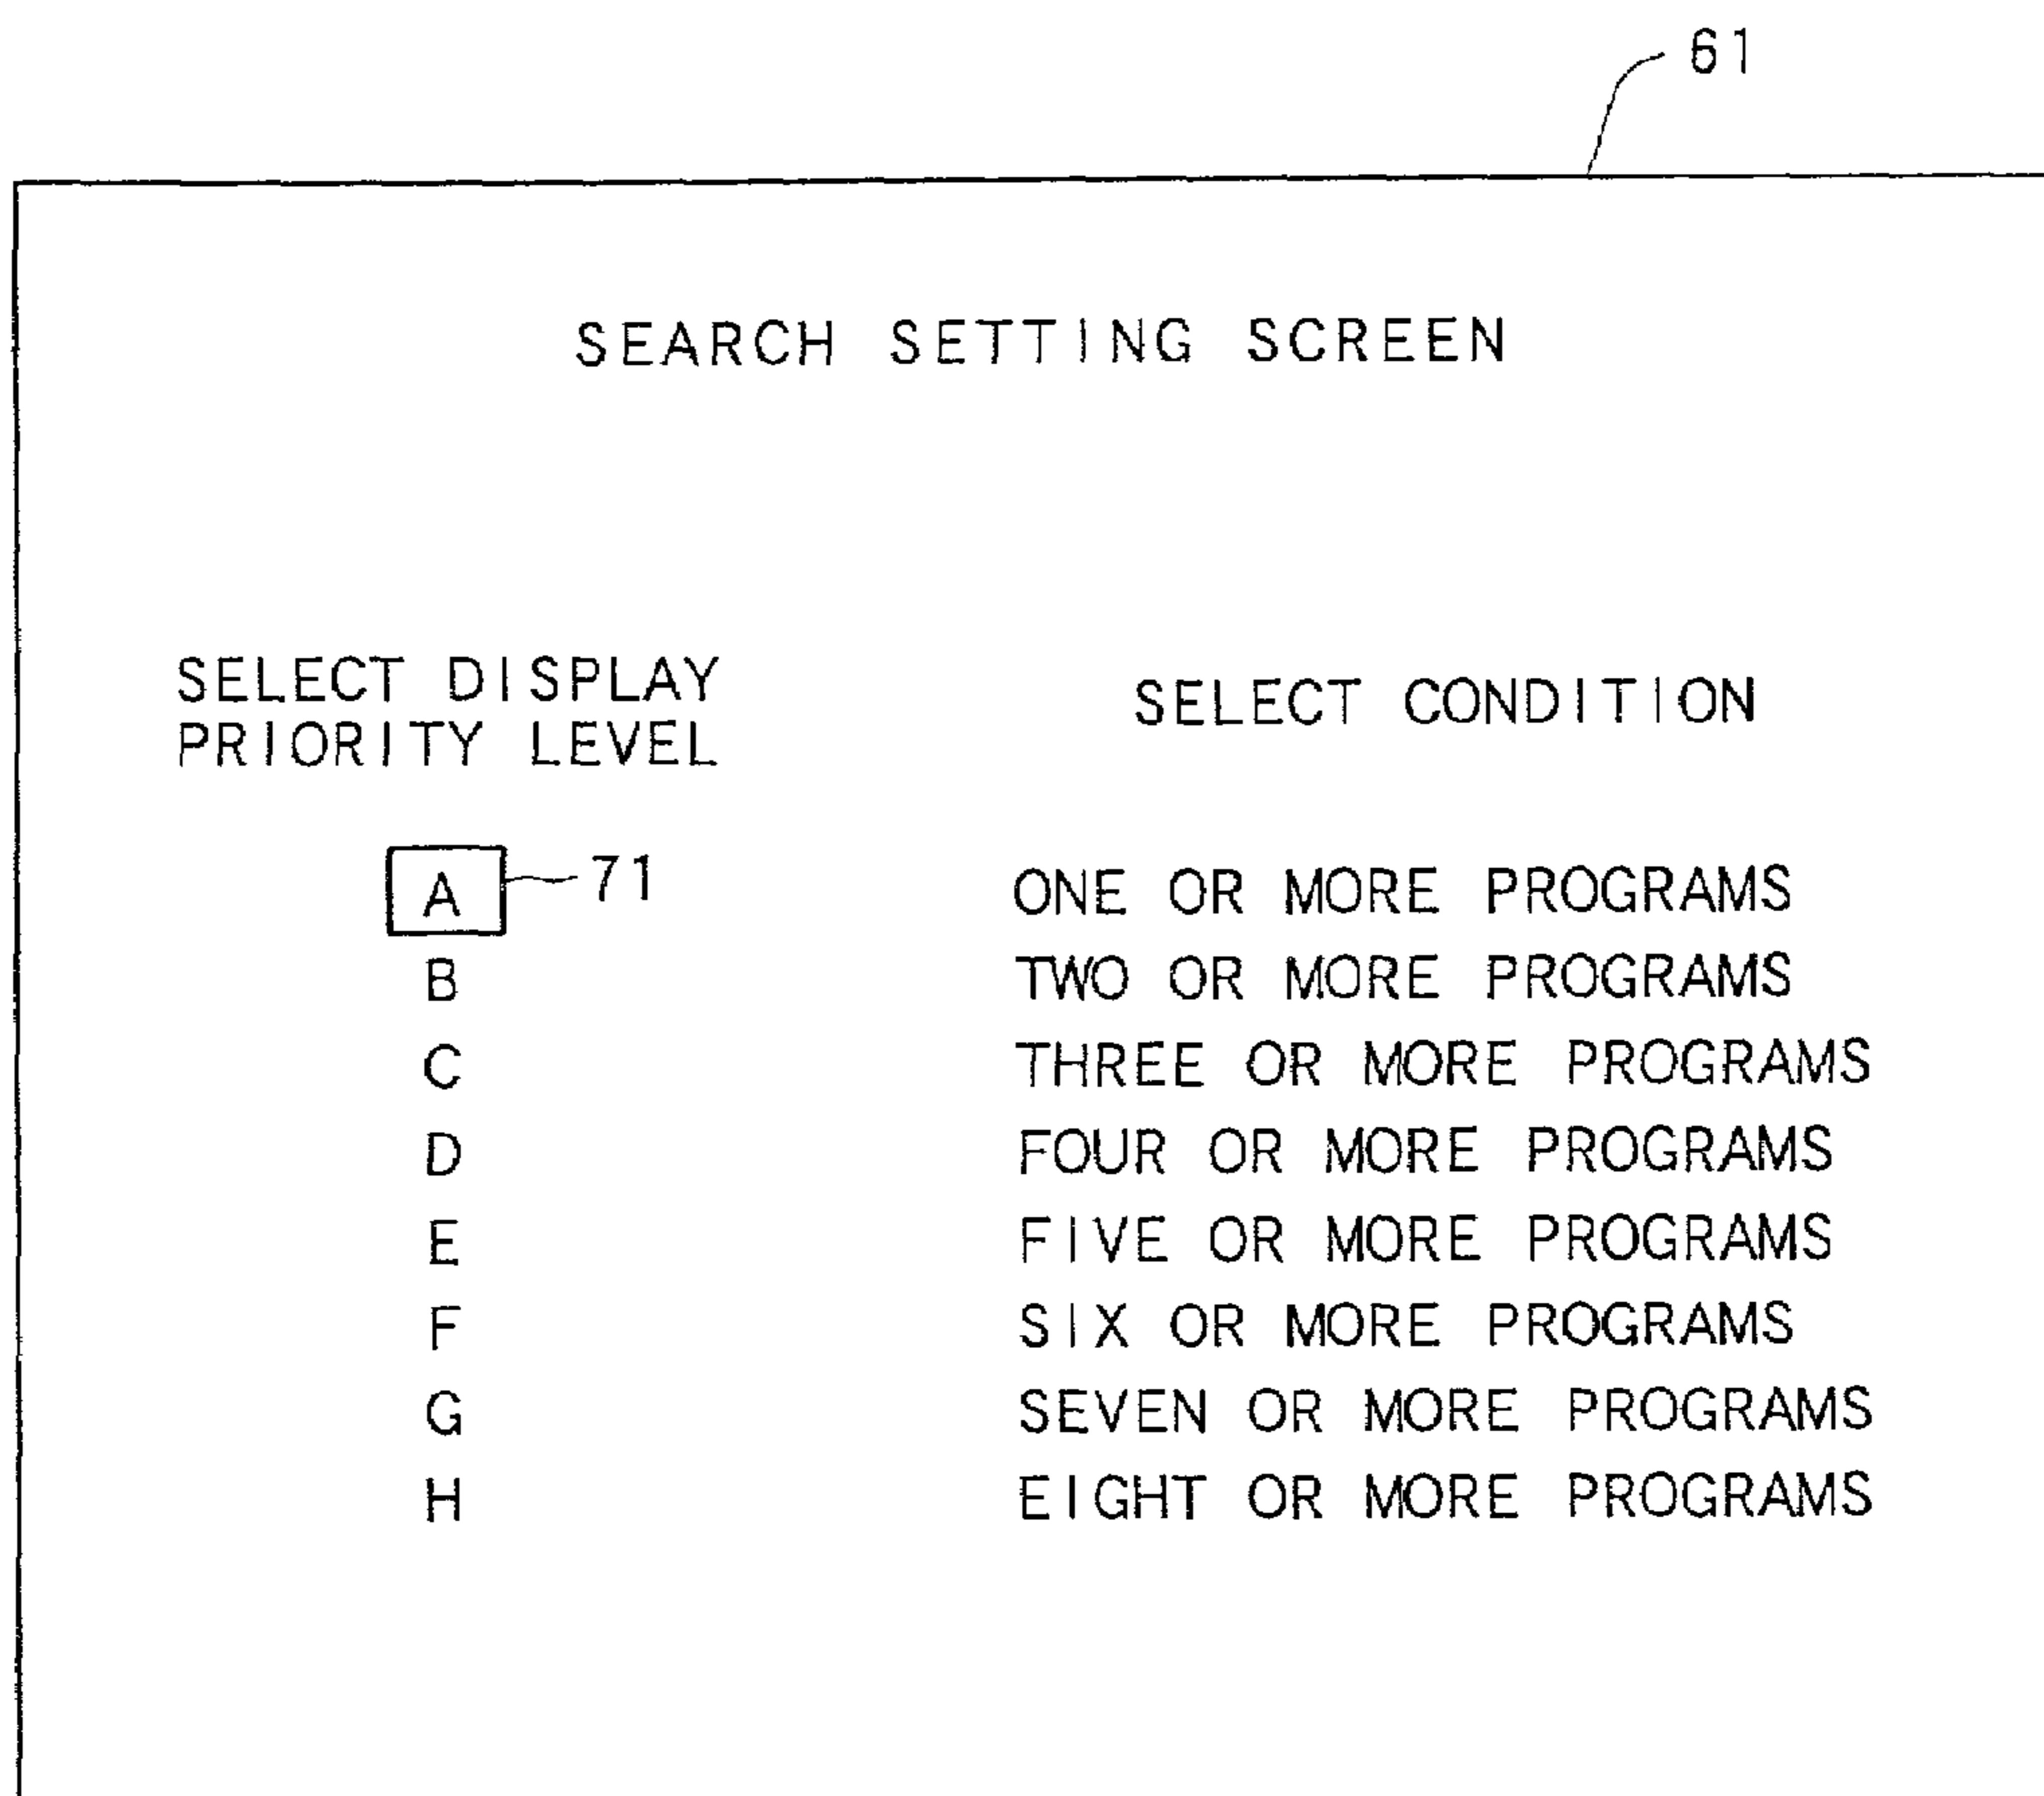 61
SEARCH SETTING SCREEN
SELECT DISPLAY
PRIORITY LEVEL
SELECT CONDITION
A 71 ONE OR MORE PROGRAMS
B TWO OR MORE PROGRAMS
C THREE OR MORE PROGRAMS
D FOUR OR MORE PROGRAMS
E FIVE OR MORE PROGRAMS
F SIX OR MORE PROGRAMS
G SEVEN OR MORE PROGRAMS
H EIGHT OR MORE PROGRAMS